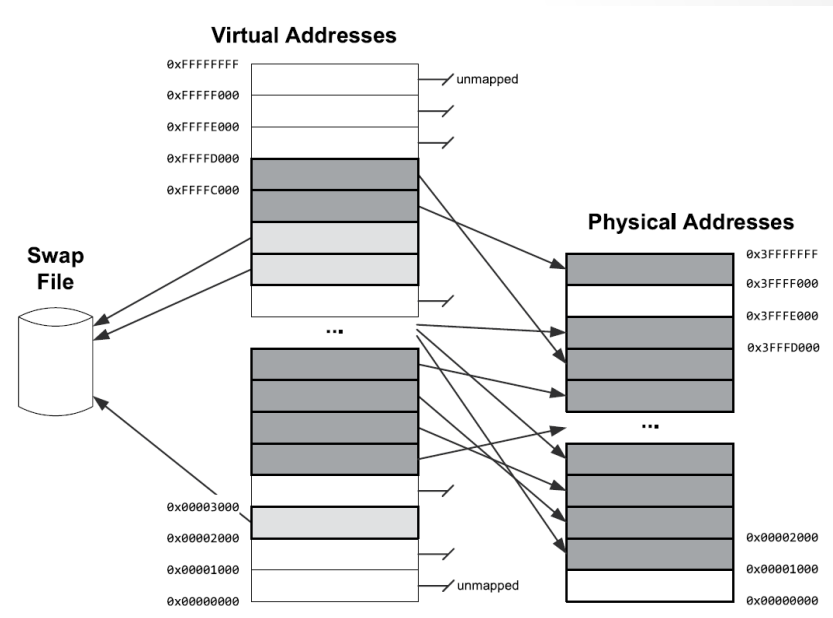 Virtual Addresses
0xFFFFFFFF
unmapped
0xFFFFF000
0xFFFFE000
0xFFFFD000
0xFFFFC000
...
0x00003000
0x00002000
0x00001000
unmapped
0x00000000
Swap
File
Physical Addresses
0x3FFFFFFF
0x3FFFF000
0x3FFFE000
0x3FFFD000
...
0x00002000
0x00001000
0x00000000